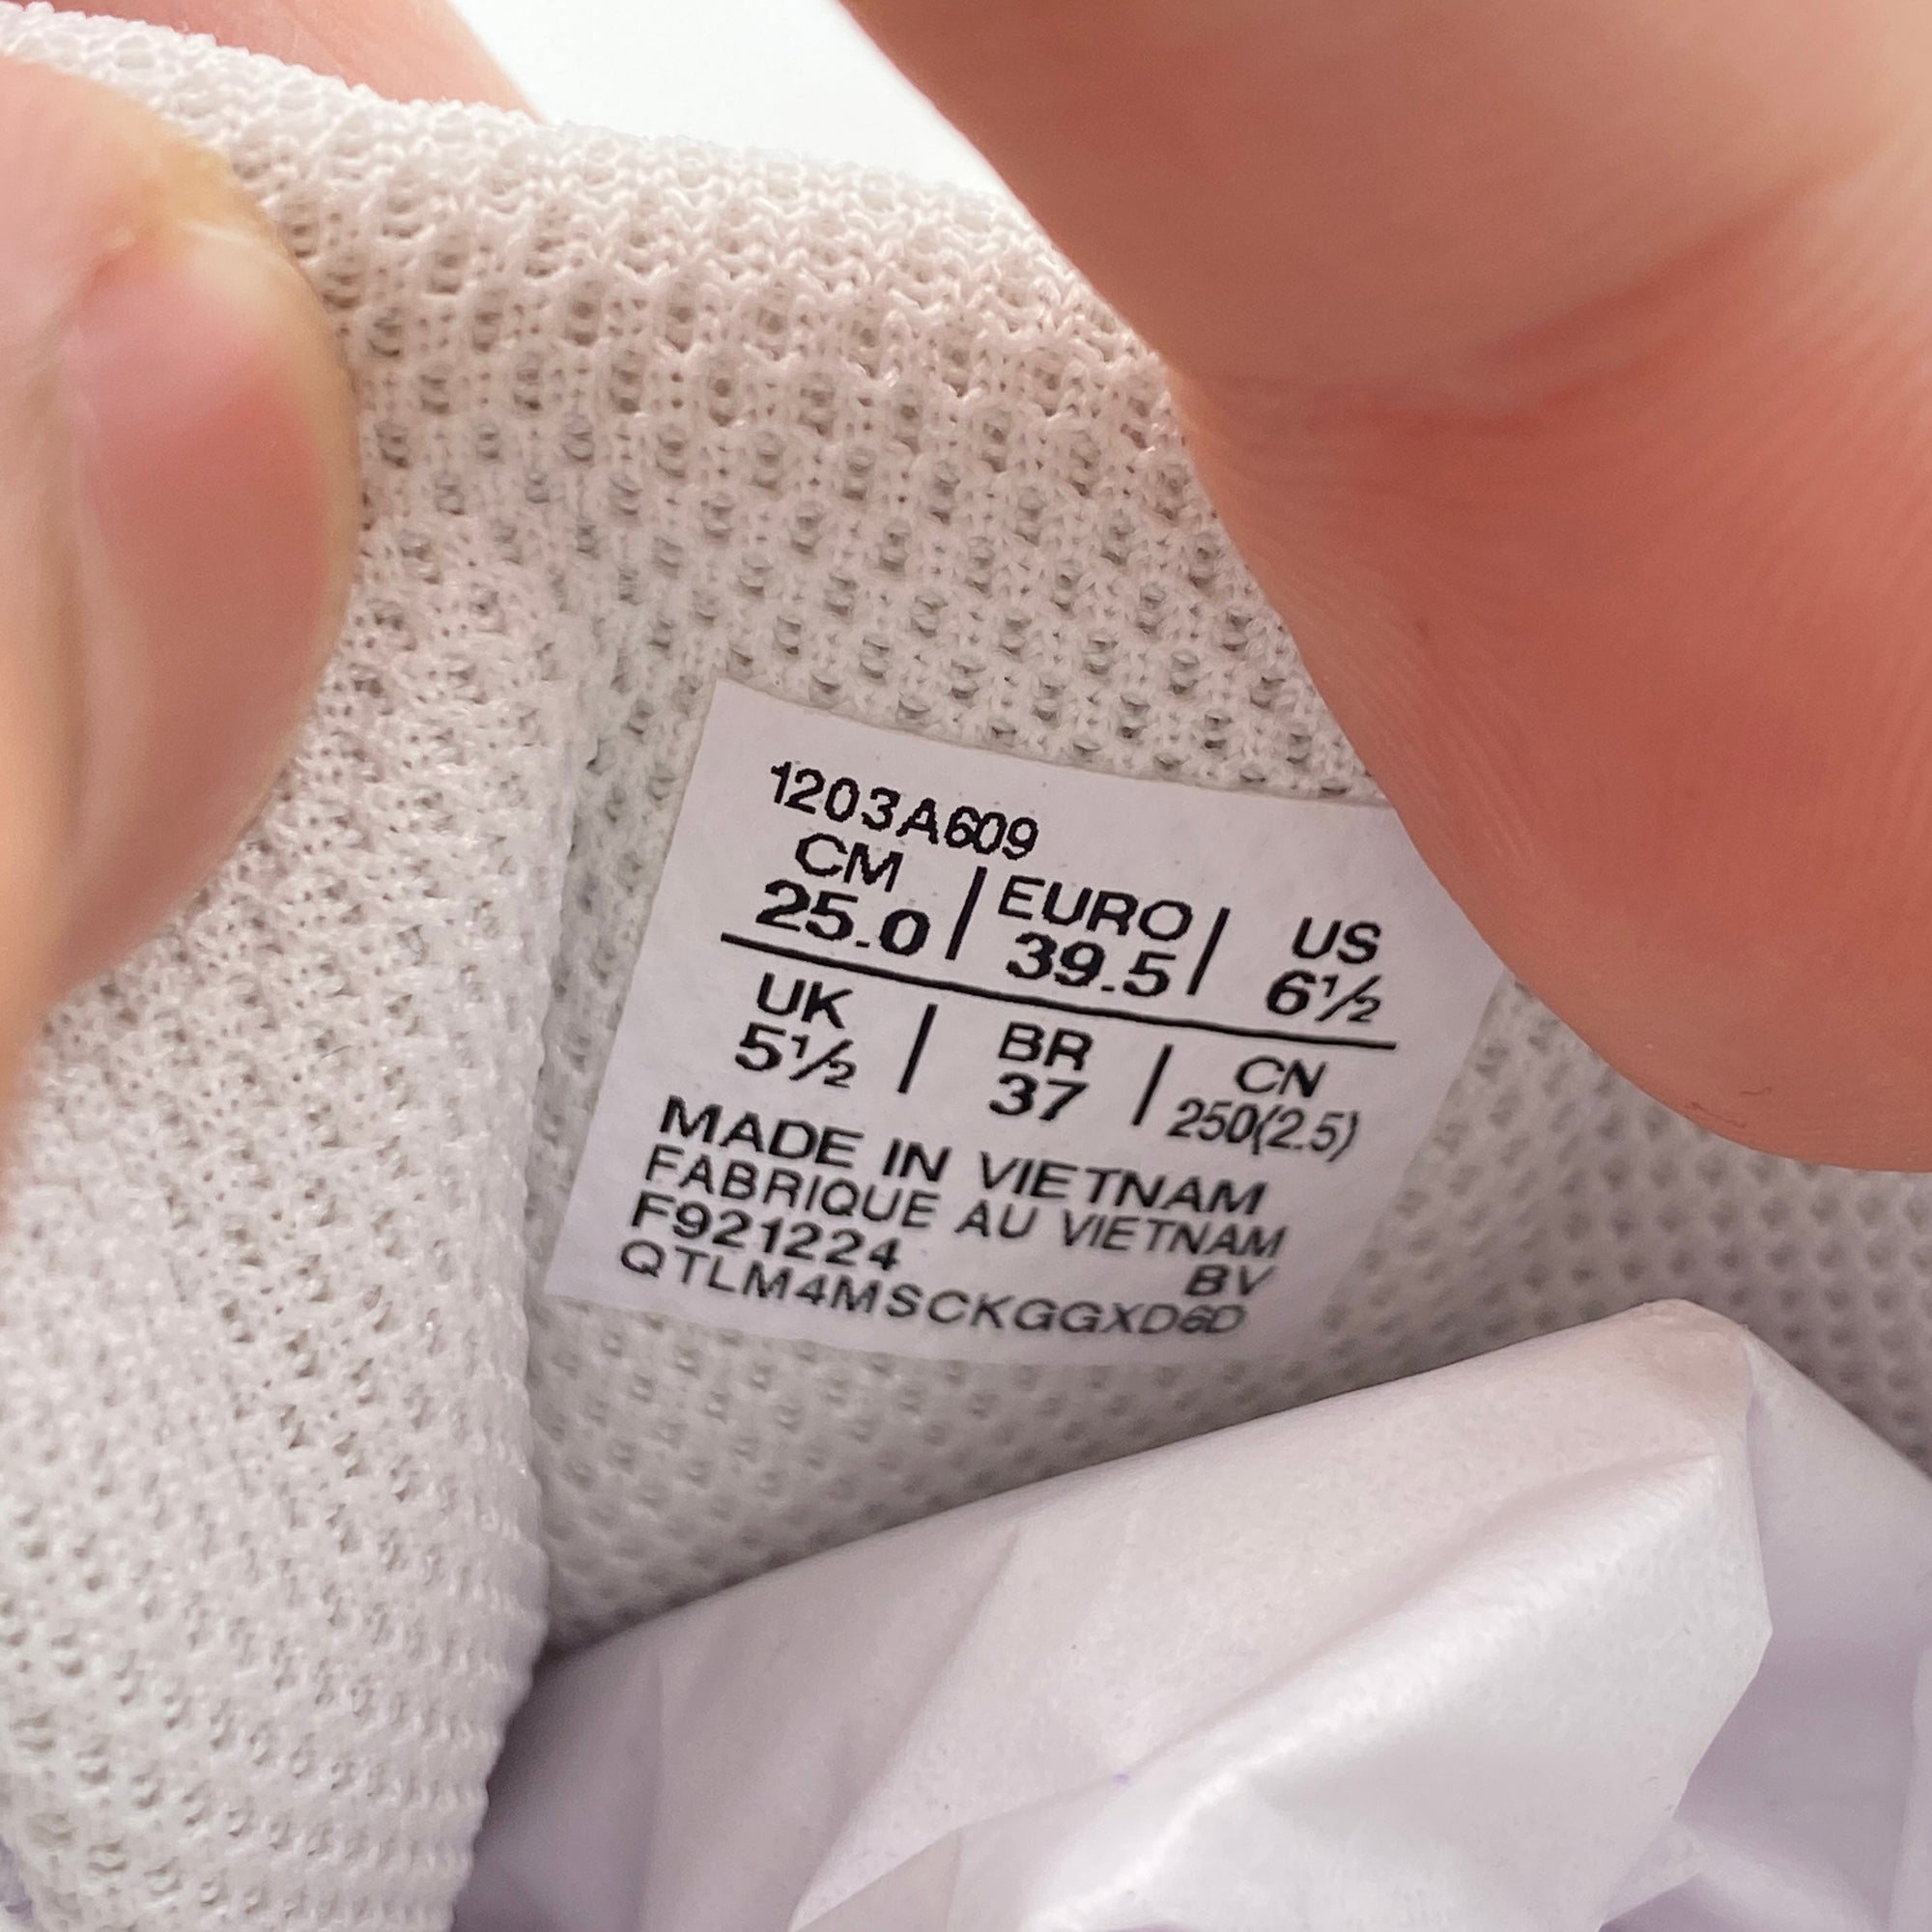 1203A609
CM | EURO | US
25.0 | 39.5 | 6½
UK | BR | CN
5½ | 37 | 250(2.5)
MADE IN VIETNAM
FABRIQUE AU VIETNAM
F921224 BV
QTLM4MSCKGGXD6D